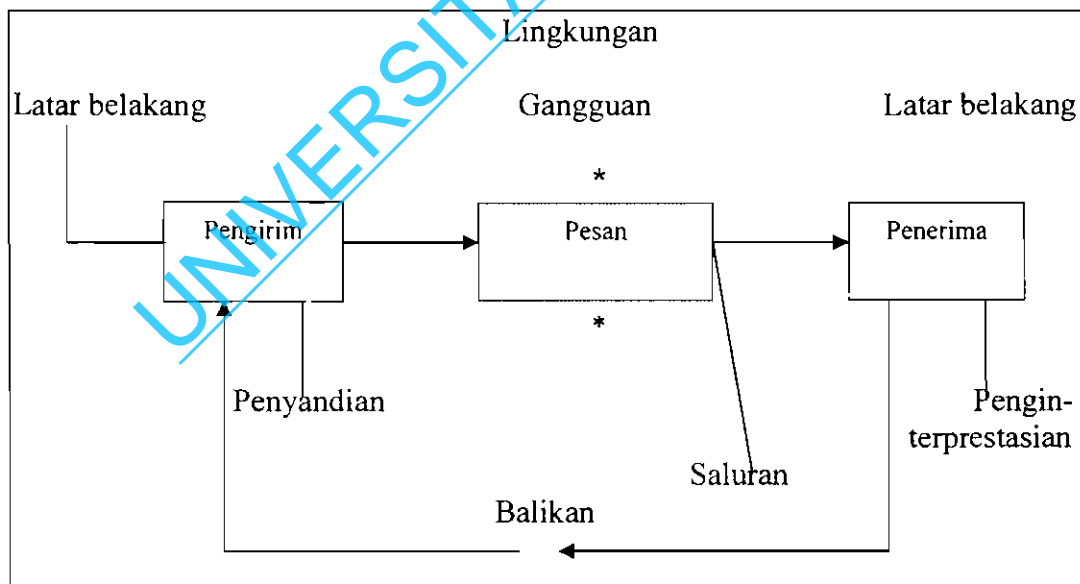 Lingkungan
Latar belakang
Gangguan
Latar belakang
*
Pengirim
Pesan
Penerima
*
Penyandian
Pengin-
terprestasian
Saluran
Balikan
UNIVERSITA